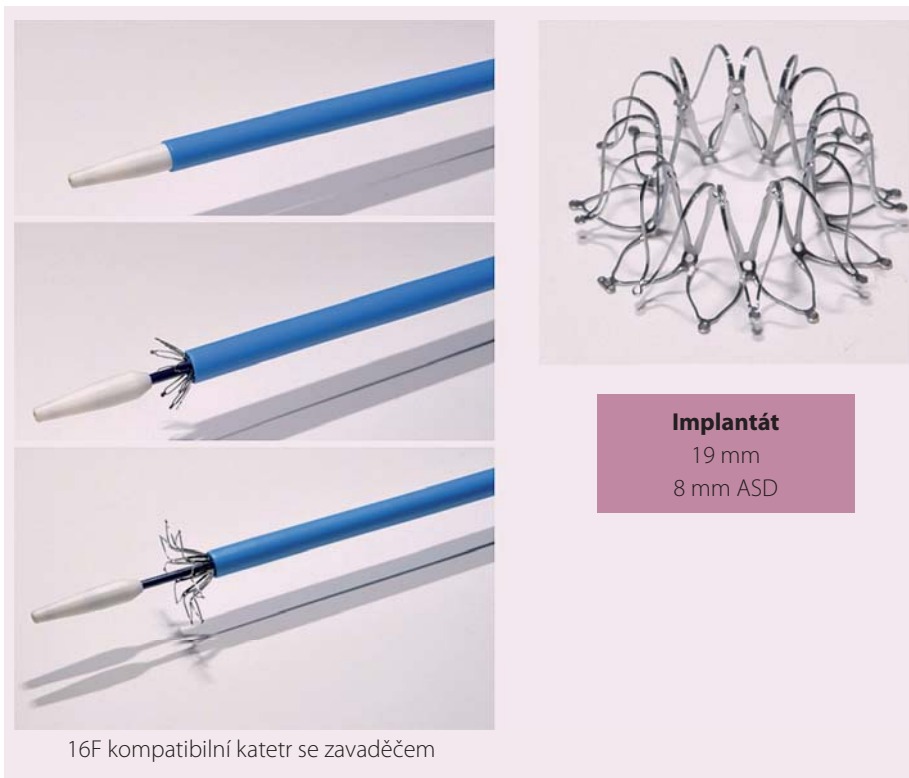 Implantát
19 mm
8 mm ASD
16F kompatibilní katetr se zavaděčem